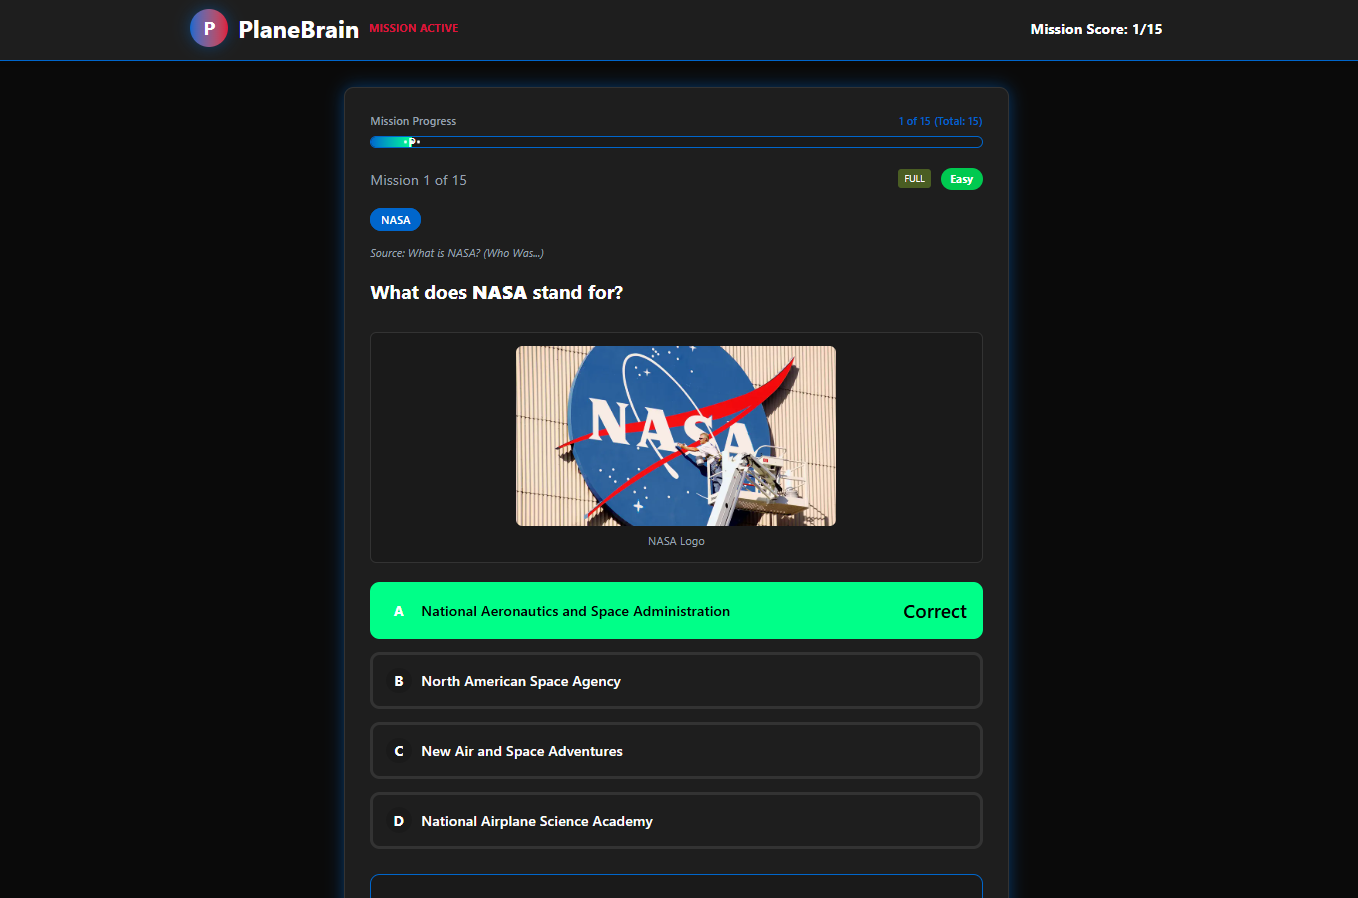 P PlaneBrain MISSION ACTIVE Mission Score: 1/15
Mission Progress 1 of 15 (Total: 15)
•P•
Mission 1 of 15 FULL Easy
NASA
Source: What is NASA? (Who Was...)
What does NASA stand for?
NASA
NASA Logo
A National Aeronautics and Space Administration Correct
B North American Space Agency
C New Air and Space Adventures
D National Airplane Science Academy